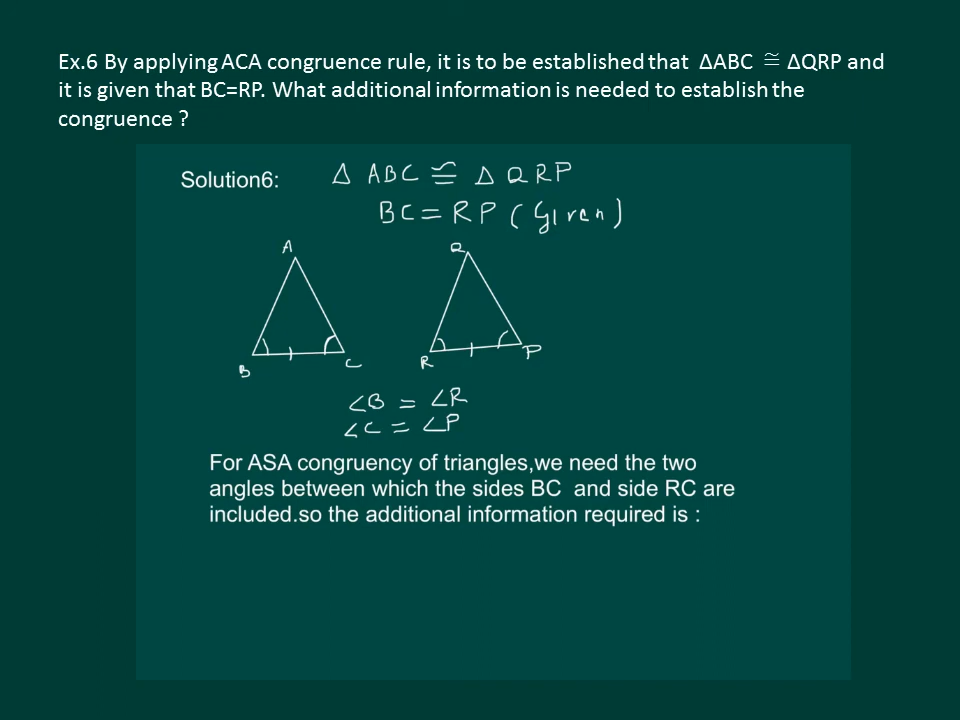 Ex.6 By applying ACA congruence rule, it is to be established that ΔABC ≅ ΔQRP and
it is given that BC=RP. What additional information is needed to establish the
congruence ?
Solution6: Δ ABC ≅ Δ QRP
BC = RP (Given)
A Q
B C R P
∠B = ∠R
∠C = ∠P
For ASA congruency of triangles,we need the two
angles between which the sides BC and side RC are
included.so the additional information required is :